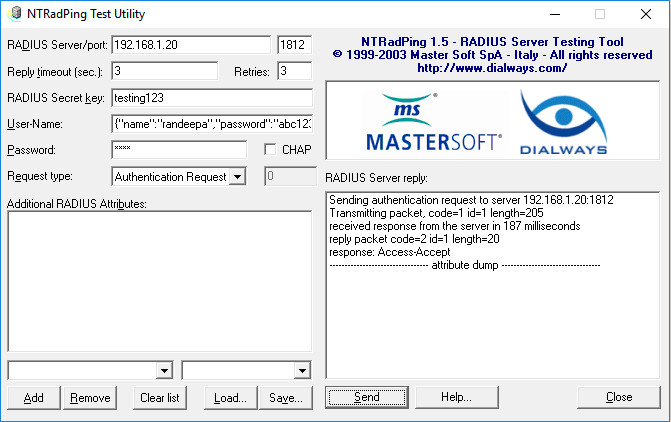 NTRadPing Test Utility
RADIUS Server/port: 192.168.1.20 1812
Reply timeout (sec.): 3 Retries: 3
RADIUS Secret key: testing123
User-Name: {"name":"randeepa","password":"abc123
Password: **** CHAP
Request type: Authentication Request 0
Additional RADIUS Attributes:
Add Remove Clear list Load... Save...
NTRadPing 1.5 - RADIUS Server Testing Tool
© 1999-2003 Master Soft SpA - Italy - All rights reserved
http://www.dialways.com/
ms
MASTERSOFT®
DIALWAYS
RADIUS Server reply:
Sending authentication request to server 192.168.1.20:1812
Transmitting packet, code=1 id=1 length=205
received response from the server in 187 milliseconds
reply packet code=2 id=1 length=20
response: Access-Accept
-------------------------------- attribute dump --------------------------------
Send Help... Close